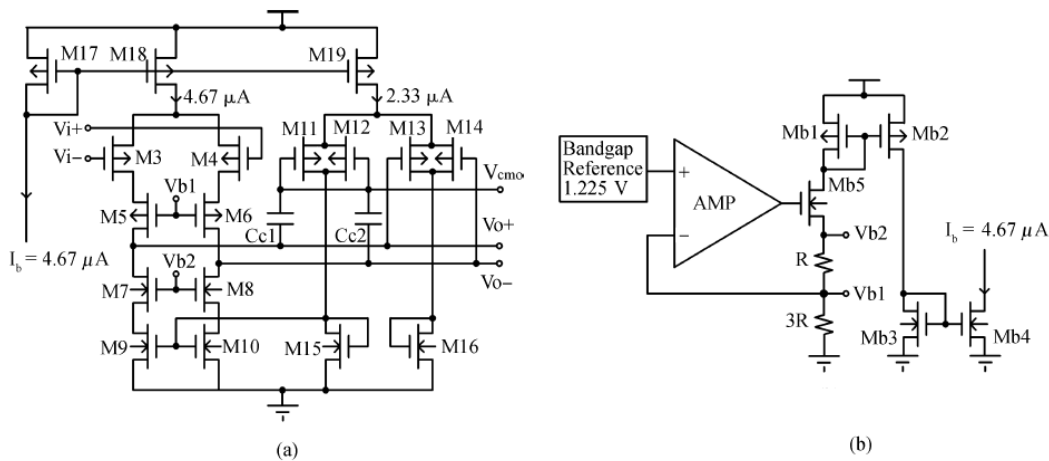 M17
M18
M19
4.67 μA
2.33 μA
Vi+
Vi−
M3
M4
M11
M12
M13
M14
Vcmo
M5
Vb1
M6
Cc1
Cc2
Vo+
Ib = 4.67 μA
Vb2
Vo−
M7
M8
M9
M10
M15
M16
(a)
Bandgap
Reference
1.225 V
+
AMP
−
Mb1
Mb2
Mb5
Vb2
R
Vb1
3R
Ib = 4.67 μA
Mb3
Mb4
(b)